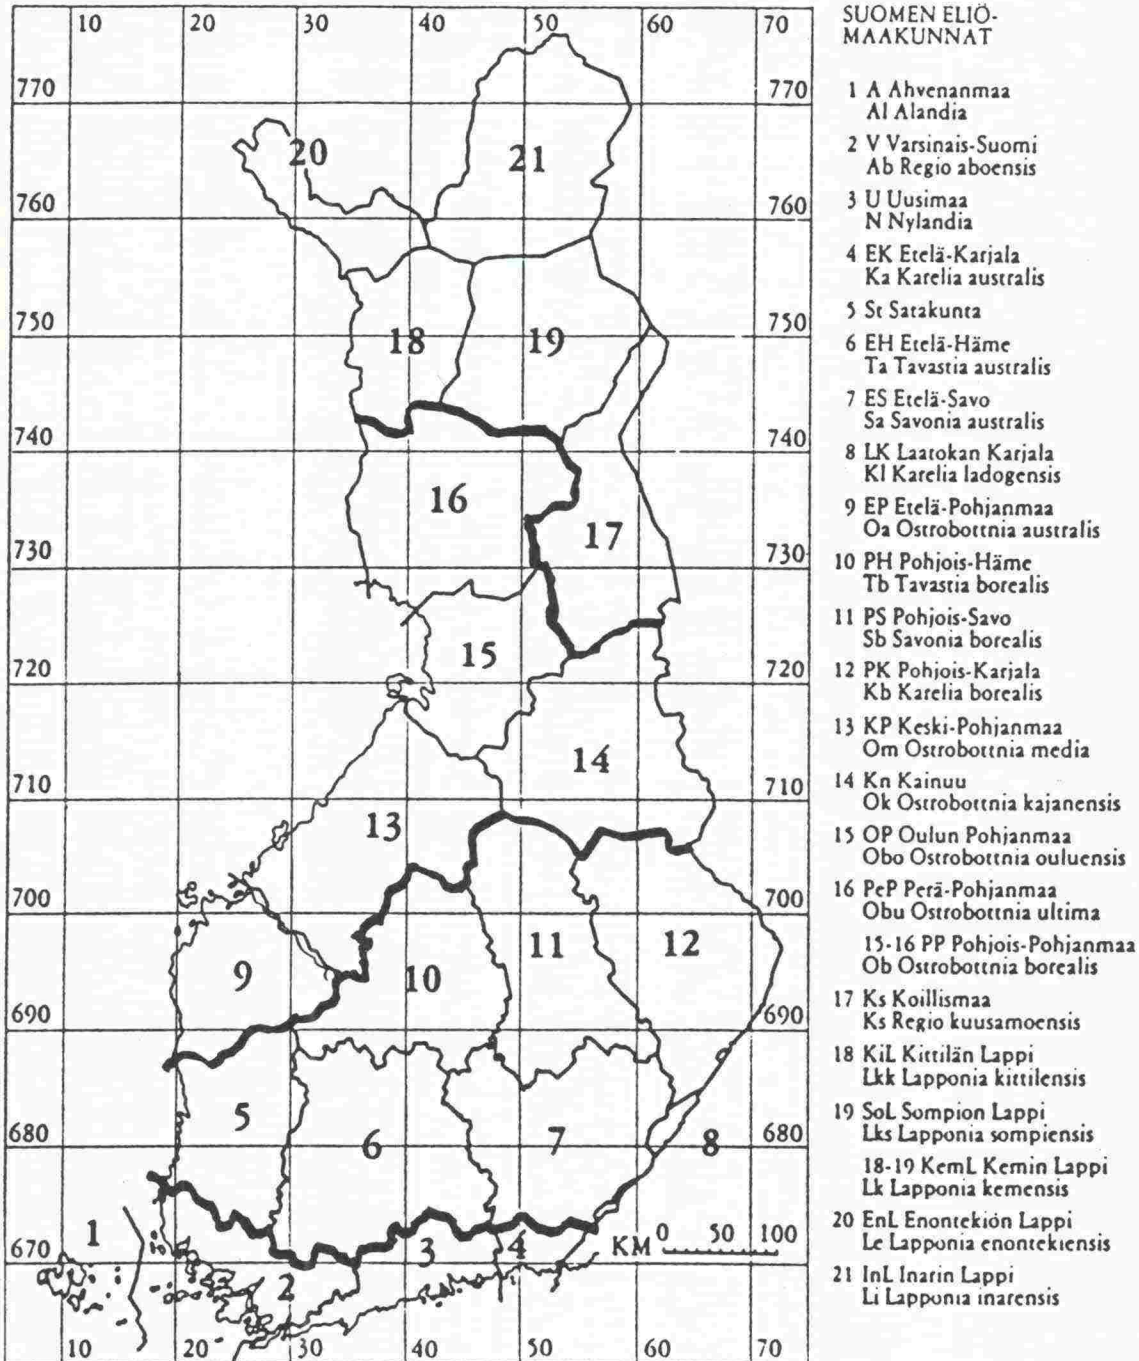 10 20 30 40 50 60 70
SUOMEN ELIÖ-
MAAKUNNAT
770 770
20 21
760 760
750 750
18 19
740 740
16 17
730 730
15
720 720
14
710 710
13
700 700
9 10 11 12
690 690
5 6 7 8
680 680
1 2 3 4
KM 0 50 100
670 670
10 20 30 40 50 60 70
1 A Ahvenanmaa
Al Alandia
2 V Varsinais-Suomi
Ab Regio aboensis
3 U Uusimaa
N Nylandia
4 EK Etelä-Karjala
Ka Karelia australis
5 St Satakunta
6 EH Etelä-Häme
Ta Tavastia australis
7 ES Etelä-Savo
Sa Savonia australis
8 LK Laatokan Karjala
Kl Karelia ladogensis
9 EP Etelä-Pohjanmaa
Oa Ostrobottnia australis
10 PH Pohjois-Häme
Tb Tavastia borealis
11 PS Pohjois-Savo
Sb Savonia borealis
12 PK Pohjois-Karjala
Kb Karelia borealis
13 KP Keski-Pohjanmaa
Om Ostrobottnia media
14 Kn Kainuu
Ok Ostrobottnia kajanensis
15 OP Oulun Pohjanmaa
Obo Ostrobottnia ouluensis
16 PeP Perä-Pohjanmaa
Obu Ostrobottnia ultima
15-16 PP Pohjois-Pohjanmaa
Ob Ostrobottnia borealis
17 Ks Koillismaa
Ks Regio kuusamoensis
18 KiL Kittilän Lappi
Lkk Lapponia kittilensis
19 SoL Sompion Lappi
Lks Lapponia sompiensis
18-19 KemL Kemin Lappi
Lk Lapponia kemensis
20 EnL Enontekiön Lappi
Le Lapponia enontekiensis
21 InL Inarin Lappi
Li Lapponia inarensis